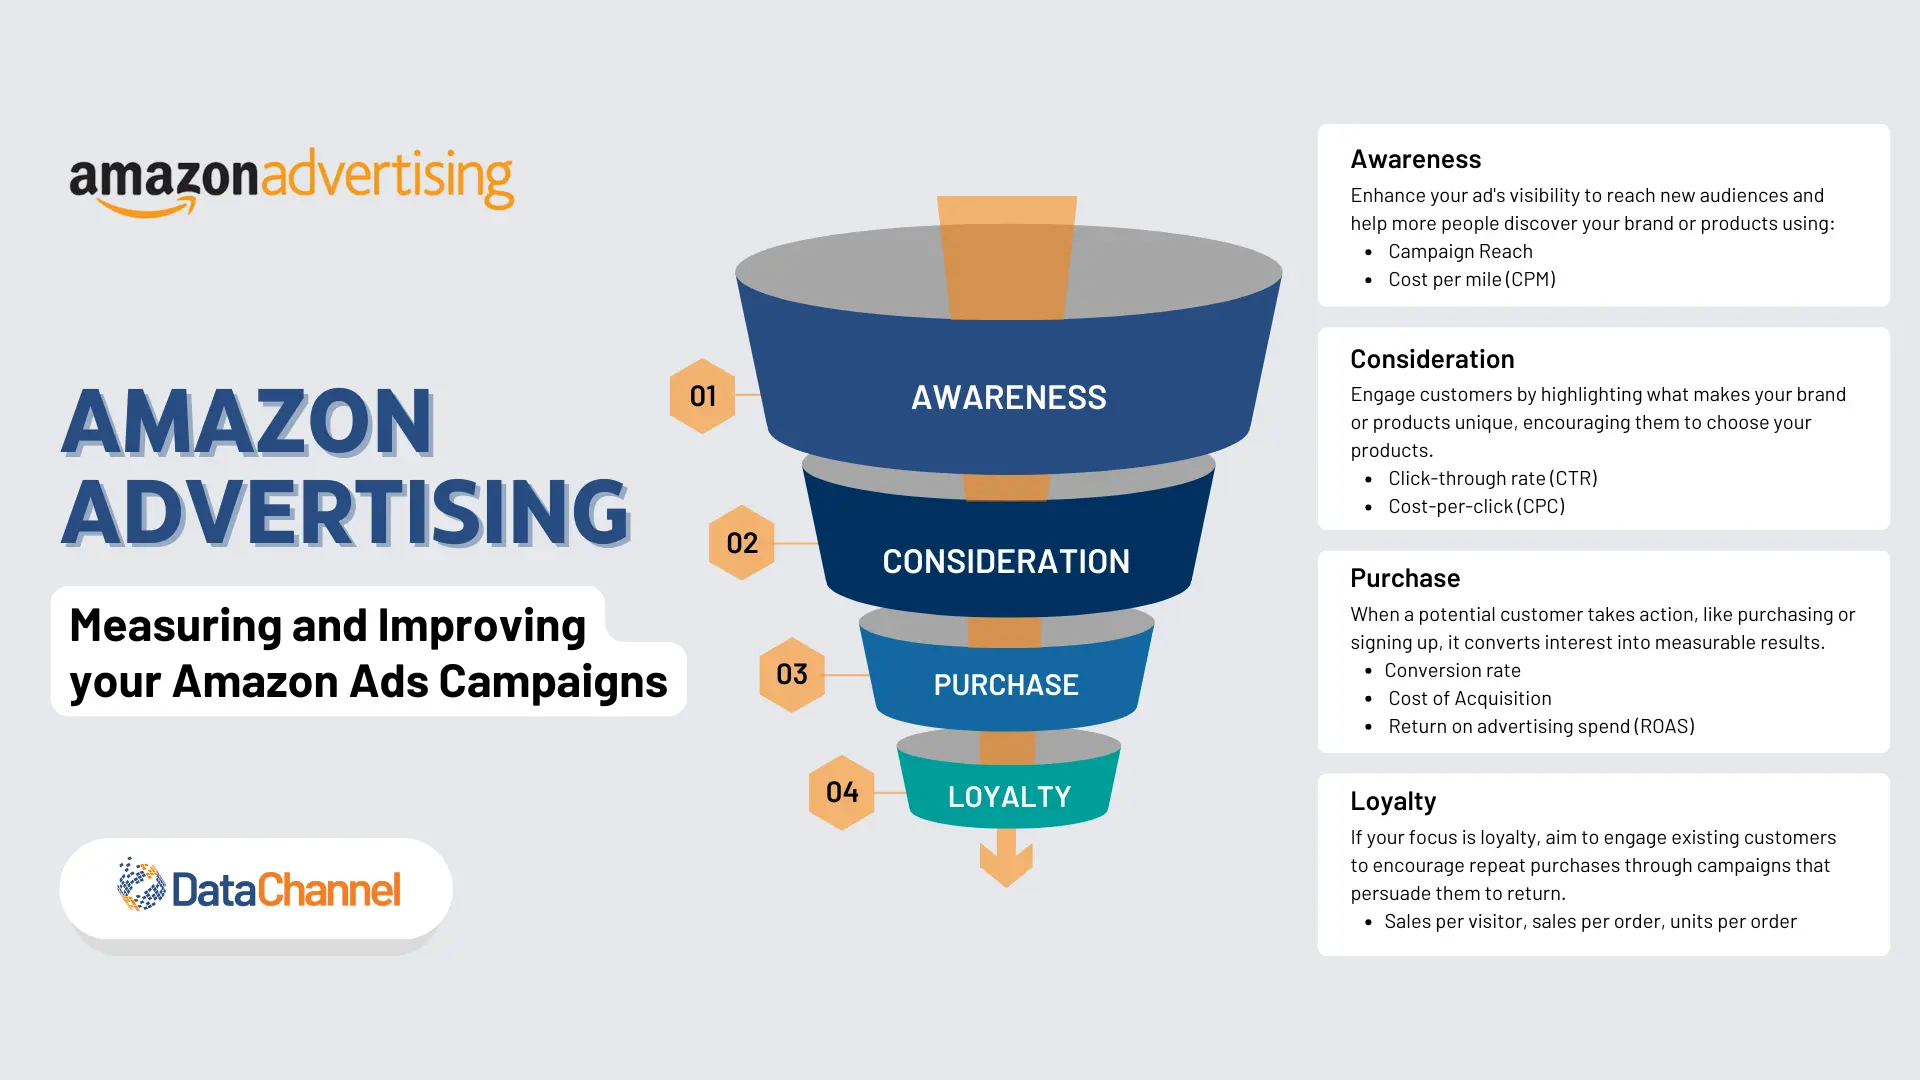 amazonadvertising
AMAZON
ADVERTISING
Measuring and Improving
your Amazon Ads Campaigns
DataChannel
01
AWARENESS
02
CONSIDERATION
03
PURCHASE
04
LOYALTY
Awareness
Enhance your ad's visibility to reach new audiences and
help more people discover your brand or products using:
• Campaign Reach
• Cost per mile (CPM)
Consideration
Engage customers by highlighting what makes your brand
or products unique, encouraging them to choose your
products.
• Click-through rate (CTR)
• Cost-per-click (CPC)
Purchase
When a potential customer takes action, like purchasing or
signing up, it converts interest into measurable results.
• Conversion rate
• Cost of Acquisition
• Return on advertising spend (ROAS)
Loyalty
If your focus is loyalty, aim to engage existing customers
to encourage repeat purchases through campaigns that
persuade them to return.
• Sales per visitor, sales per order, units per order